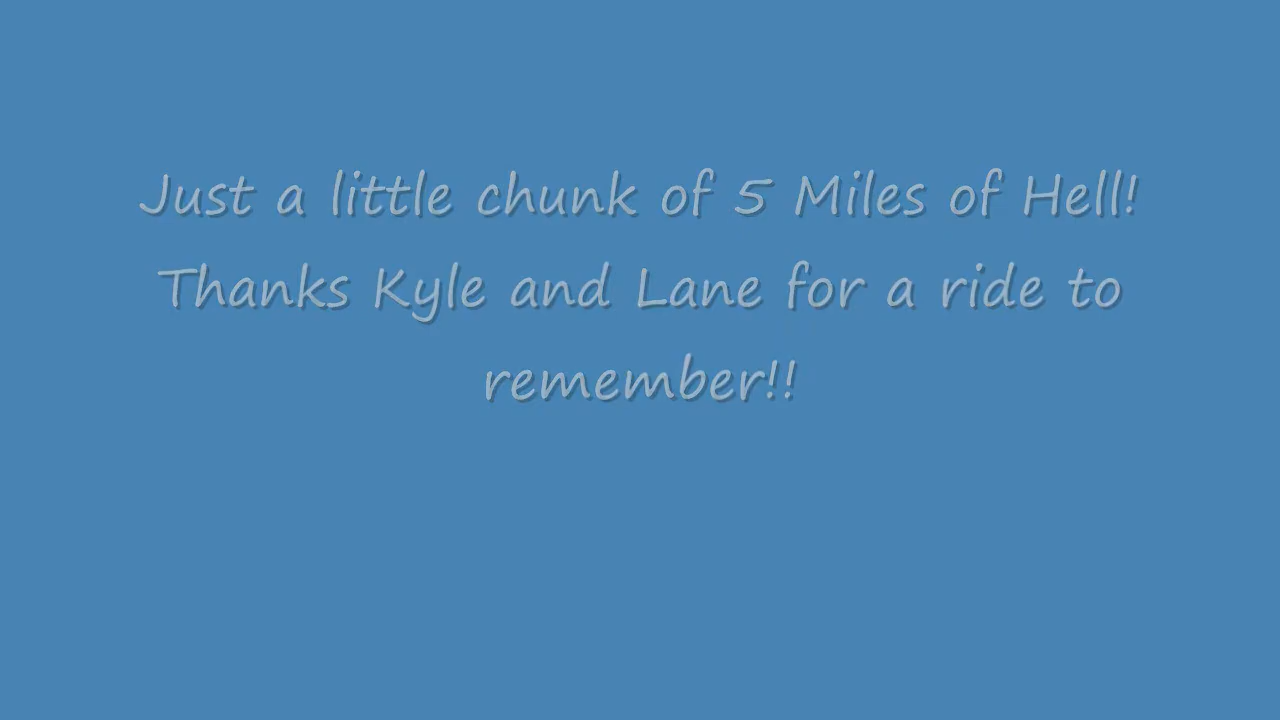 Just a little chunk of 5 Miles of Hell!
Thanks Kyle and Lane for a ride to
remember!!